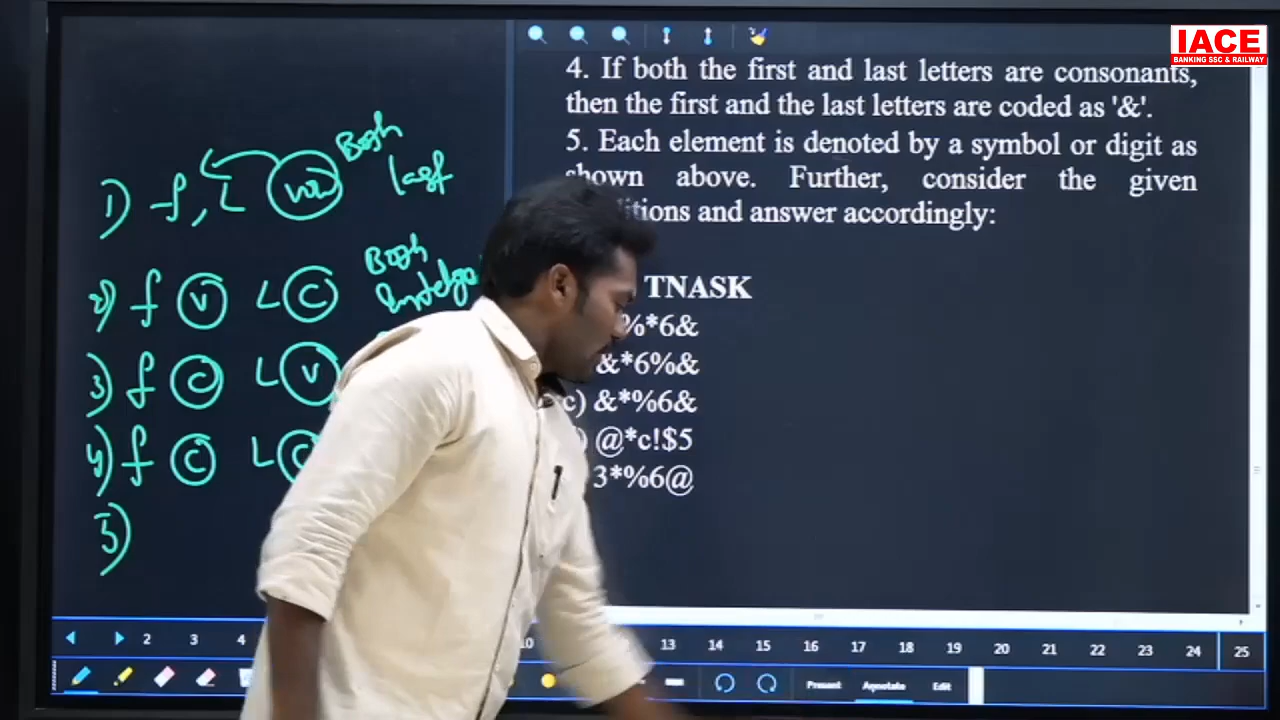 IACE
BANKING SSC & RAILWAY
4. If both the first and last letters are consonants,
then the first and the last letters are coded as '&'.
5. Each element is denoted by a symbol or digit as
shown above. Further, consider the given
itions and answer accordingly:
TNASK
%*6&
&*6%&
c) &*%6&
) @*c!$5
3*%6@
1) f, L Both
last
2) f V L C Both
3) f C L V
4) f C L C
5)
2 3 4 10 13 14 15 16 17 18 19 20 21 22 23 24 25
Present Annotate Edit